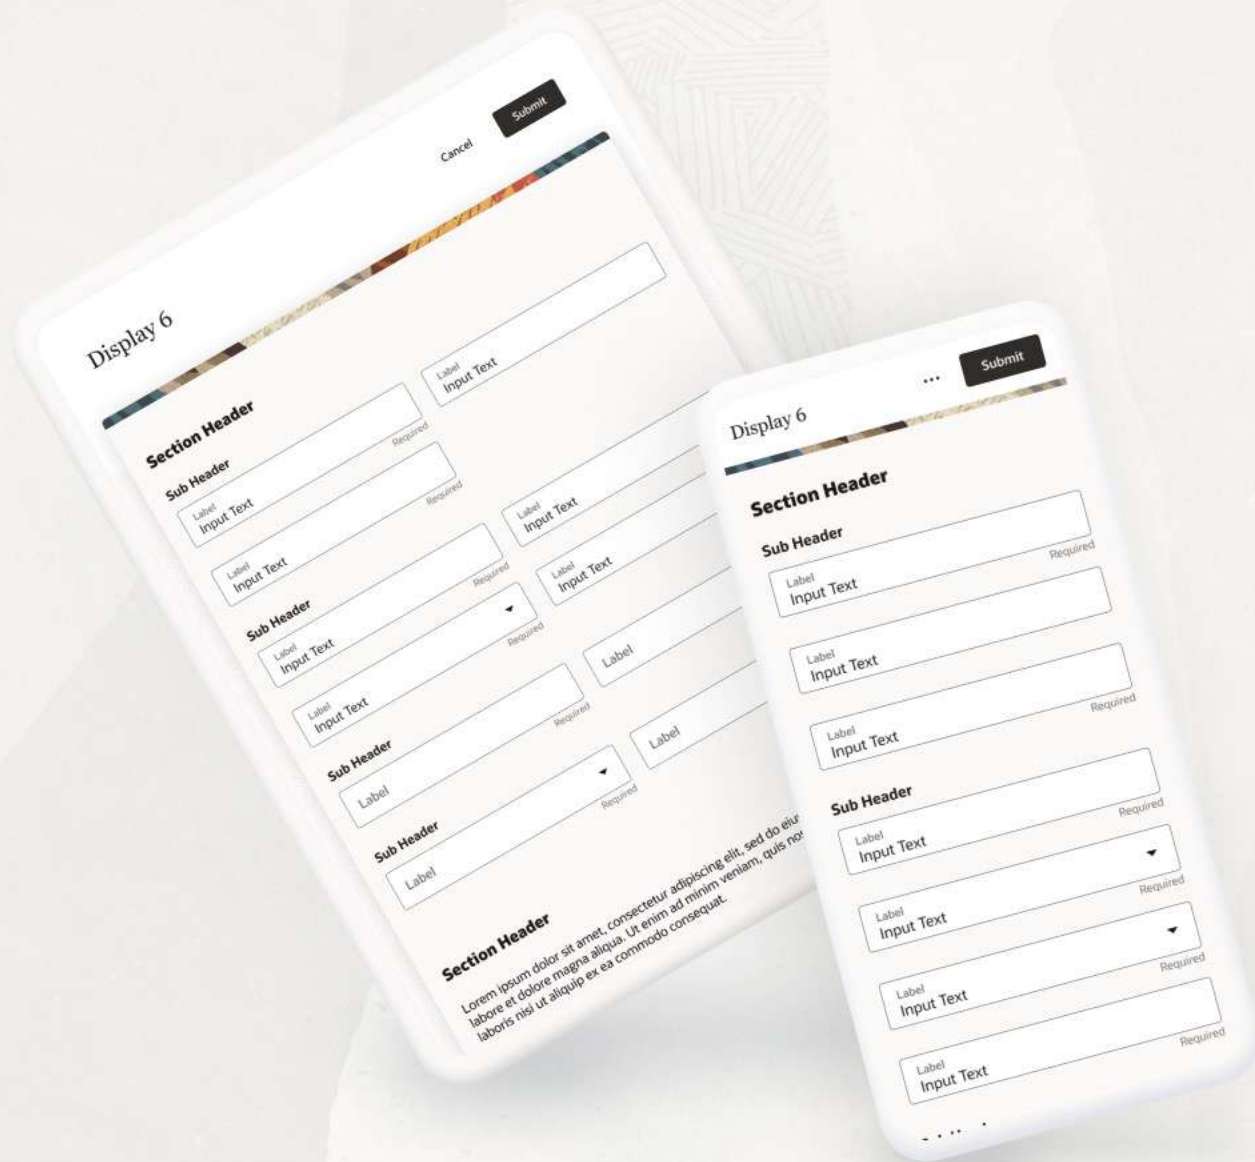 Cancel
Submit
Display 6
Section Header
Sub Header
Label
Input Text
Required
Label
Input Text
Label
Input Text
Required
Sub Header
Label
Input Text
Required
Label
Input Text
Label
Input Text
Required
Label
Input Text
Sub Header
Label
Required
Label
Sub Header
Label
Required
Label
Section Header
Lorem ipsum dolor sit amet, consectetur adipiscing elit, sed do eiu
labore et dolore magna aliqua. Ut enim ad minim veniam, quis no
laboris nisi ut aliquip ex ea commodo consequat.
Submit
Display 6
Section Header
Sub Header
Label
Input Text
Required
Label
Input Text
Label
Input Text
Required
Sub Header
Label
Input Text
Required
Label
Input Text
Required
Label
Input Text
Required
Label
Input Text
Required